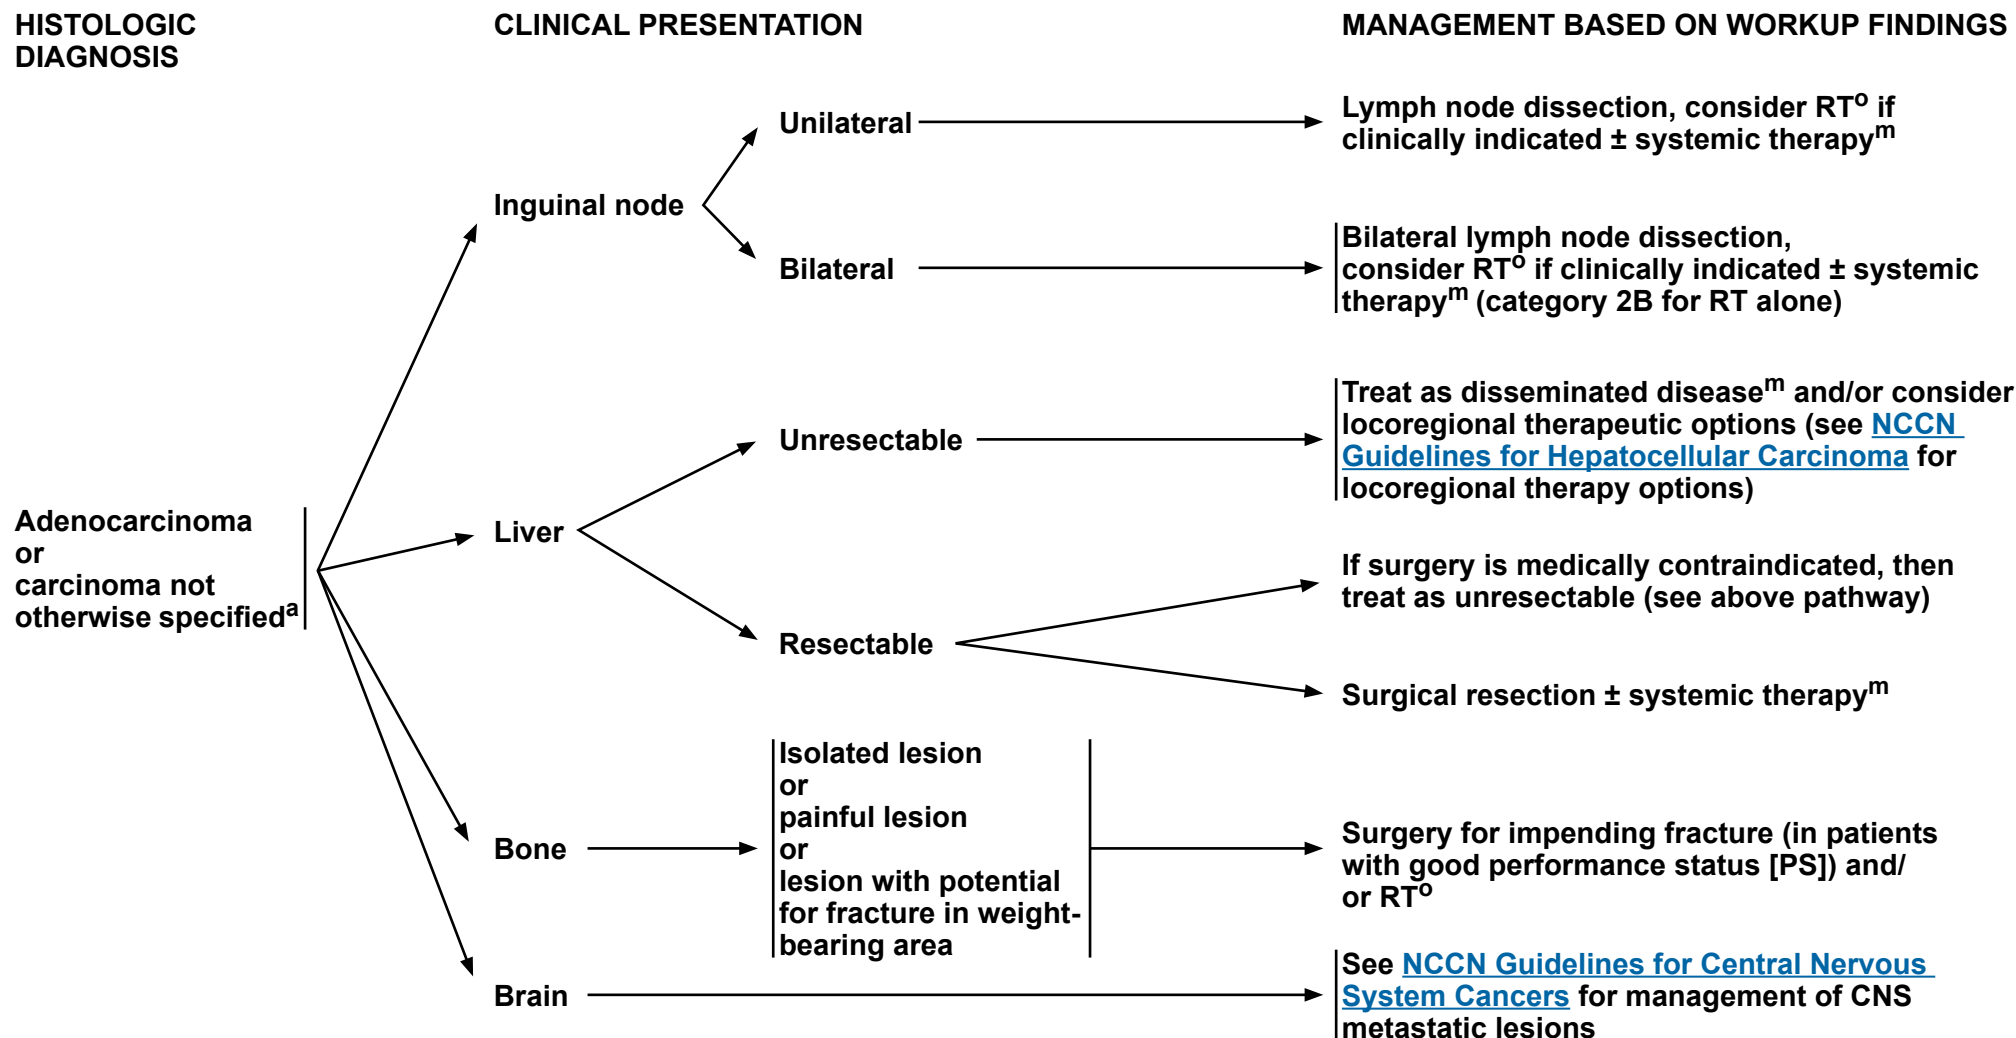 HISTOLOGIC
DIAGNOSIS
CLINICAL PRESENTATION
MANAGEMENT BASED ON WORKUP FINDINGS
Adenocarcinoma
or
carcinoma not
otherwise specifiedᵃ
Inguinal node
Unilateral
Lymph node dissection, consider RTᵒ if
clinically indicated ± systemic therapyᵐ
Bilateral
Bilateral lymph node dissection,
consider RTᵒ if clinically indicated ± systemic
therapyᵐ (category 2B for RT alone)
Liver
Unresectable
Treat as disseminated diseaseᵐ and/or consider
locoregional therapeutic options (see NCCN
Guidelines for Hepatocellular Carcinoma for
locoregional therapy options)
Resectable
If surgery is medically contraindicated, then
treat as unresectable (see above pathway)
Surgical resection ± systemic therapyᵐ
Bone
Isolated lesion
or
painful lesion
or
lesion with potential
for fracture in weight-
bearing area
Surgery for impending fracture (in patients
with good performance status [PS]) and/
or RTᵒ
Brain
See NCCN Guidelines for Central Nervous
System Cancers for management of CNS
metastatic lesions